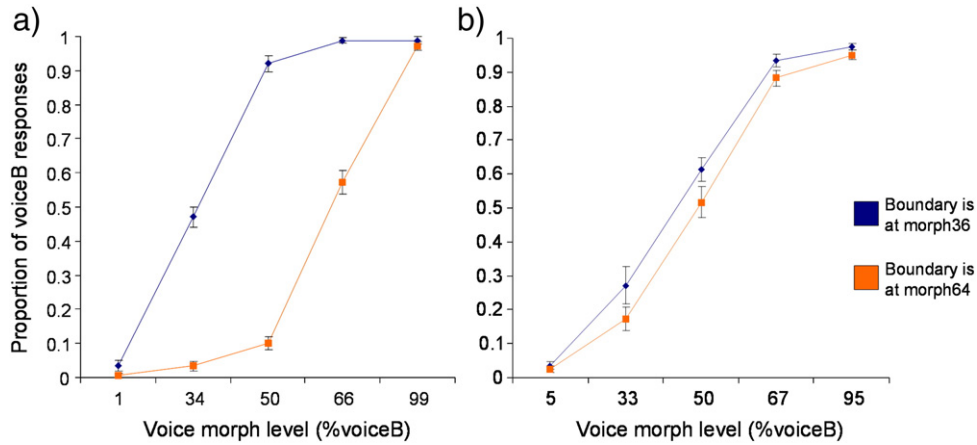 a)
Proportion of voiceB responses
1
0.9
0.8
0.7
0.6
0.5
0.4
0.3
0.2
0.1
0
1 34 50 66 99
Voice morph level (%voiceB)
b)
1
0.9
0.8
0.7
0.6
0.5
0.4
0.3
0.2
0.1
0
5 33 50 67 95
Voice morph level (%voiceB)
Boundary is
at morph36
Boundary is
at morph64